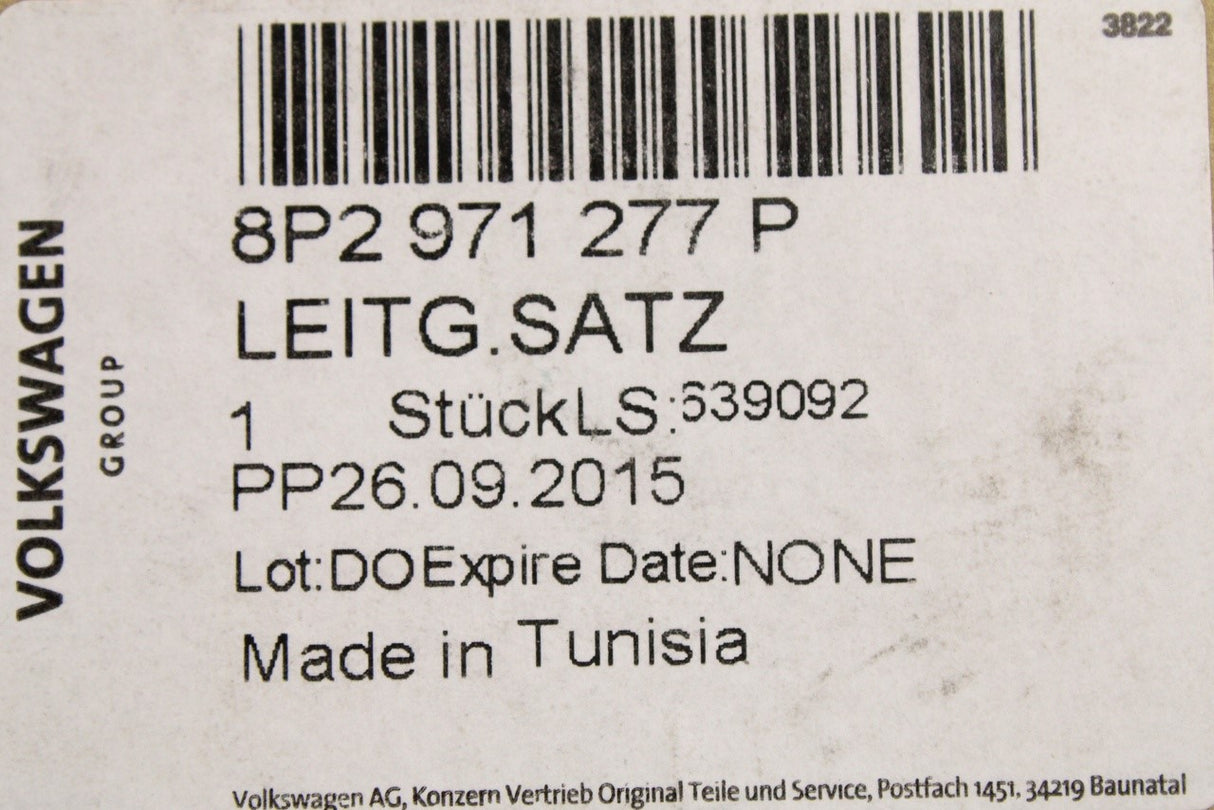 3822
8P2 971 277 P
LEITG.SATZ
1 StückLS:639092
PP26.09.2015
Lot:DOExpire Date:NONE
Made in Tunisia
VOLKSWAGEN
GROUP
Volkswagen AG, Konzern Vertrieb Original Teile und Service, Postfach 1451, 34219 Baunatal